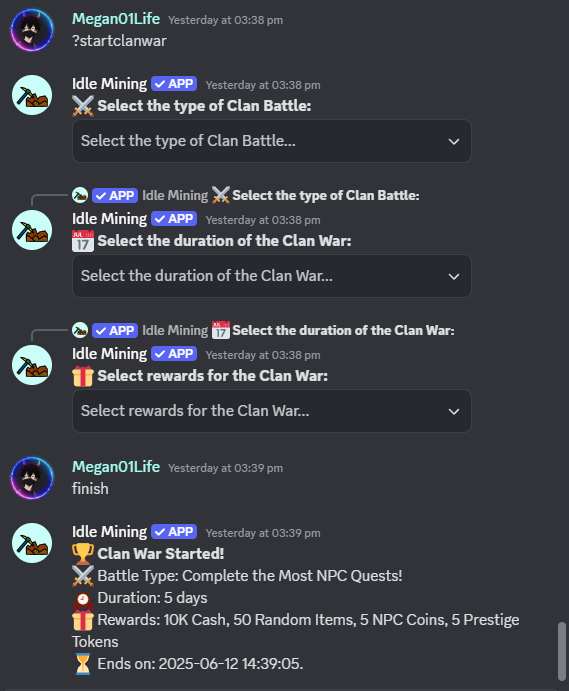 Megan01Life Yesterday at 03:38 pm
?startclanwar
Idle Mining ✓ APP Yesterday at 03:38 pm
⚔️ Select the type of Clan Battle:
Select the type of Clan Battle...
✓ APP Idle Mining ⚔️ Select the type of Clan Battle:
Idle Mining ✓ APP Yesterday at 03:38 pm
📅 Select the duration of the Clan War:
Select the duration of the Clan War...
✓ APP Idle Mining 📅 Select the duration of the Clan War:
Idle Mining ✓ APP Yesterday at 03:38 pm
🎁 Select rewards for the Clan War:
Select rewards for the Clan War...
Megan01Life Yesterday at 03:39 pm
finish
Idle Mining ✓ APP Yesterday at 03:39 pm
🏆 Clan War Started!
⚔️ Battle Type: Complete the Most NPC Quests!
🕰️ Duration: 5 days
🎁 Rewards: 10K Cash, 50 Random Items, 5 NPC Coins, 5 Prestige
Tokens
⏳ Ends on: 2025-06-12 14:39:05.